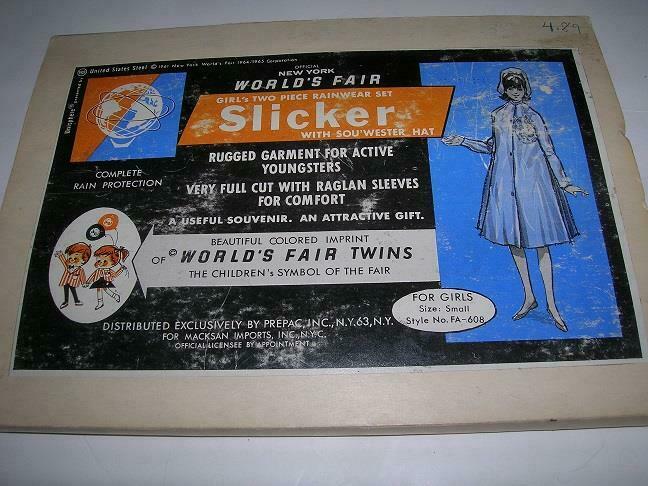 4.89
Unisphere® presented by USS United States Steel © 1961 New York World's Fair 1964/1965 Corporation
OFFICIAL
NEW YORK
WORLD'S FAIR
GIRL'S TWO PIECE RAINWEAR SET
Slicker
WITH SOU'WESTER HAT
COMPLETE
RAIN PROTECTION
RUGGED GARMENT FOR ACTIVE
YOUNGSTERS
VERY FULL CUT WITH RAGLAN SLEEVES
FOR COMFORT
A USEFUL SOUVENIR. AN ATTRACTIVE GIFT.
BEAUTIFUL COLORED IMPRINT
OF © WORLD'S FAIR TWINS
THE CHILDREN'S SYMBOL OF THE FAIR
FOR GIRLS
Size: Small
Style No. FA-608
DISTRIBUTED EXCLUSIVELY BY PREPAC, INC., N.Y. 63, N.Y.
FOR MACKSAN IMPORTS, INC., N.Y.C.
OFFICIAL LICENSEE BY APPOINTMENT